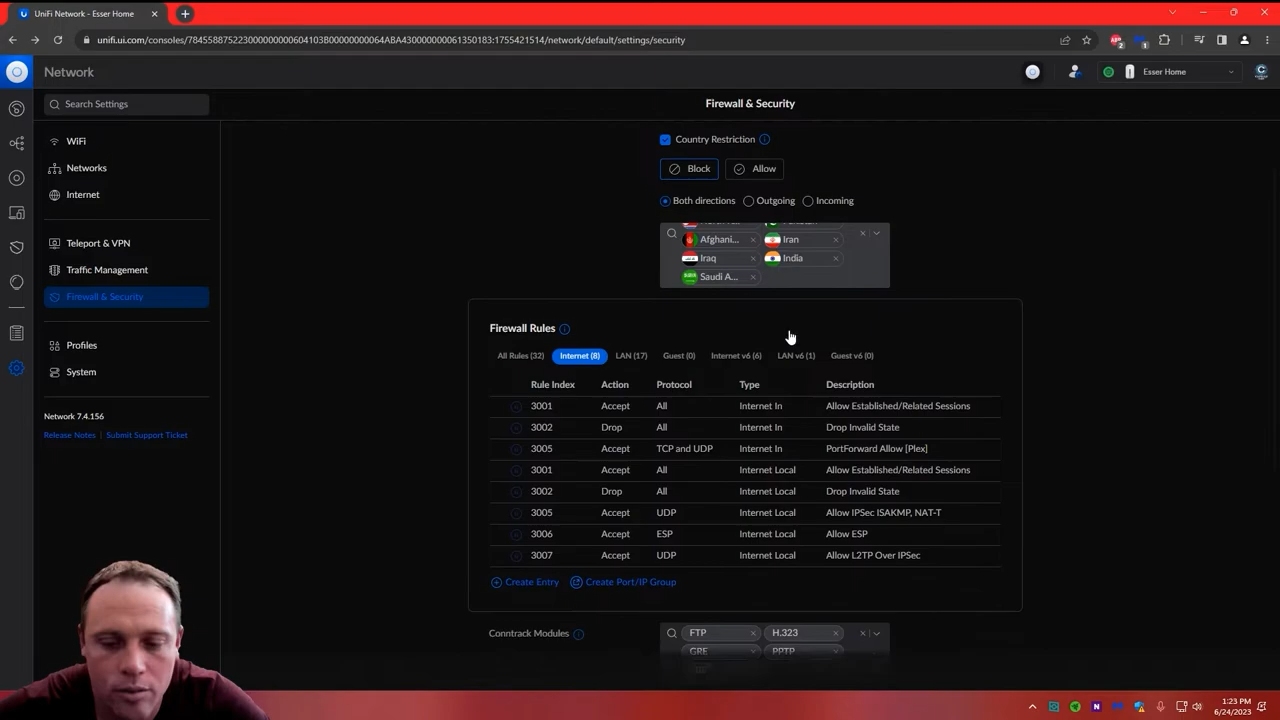 UniFi Network - Esser Home
unifi.ui.com/consoles/7845588752230000000000604103B00000000064ABA43000000061350183:1755421514/network/default/settings/security
2
1
Network
Esser Home
Search Settings
Firewall & Security
WiFi
Networks
Internet
Teleport & VPN
Traffic Management
Firewall & Security
Profiles
System
Network 7.4.156
Release Notes
Submit Support Ticket
Country Restriction
Block
Allow
Both directions
Outgoing
Incoming
Afghani...
Iran
Iraq
India
Saudi A...
Firewall Rules
All Rules (32)
Internet (8)
LAN (17)
Guest (0)
Internet v6 (6)
LAN v6 (1)
Guest v6 (0)
Rule Index Action Protocol Type Description
3001 Accept All Internet In Allow Established/Related Sessions
3002 Drop All Internet In Drop Invalid State
3005 Accept TCP and UDP Internet In PortForward Allow [Plex]
3001 Accept All Internet Local Allow Established/Related Sessions
3002 Drop All Internet Local Drop Invalid State
3005 Accept UDP Internet Local Allow IPSec ISAKMP, NAT-T
3006 Accept ESP Internet Local Allow ESP
3007 Accept UDP Internet Local Allow L2TP Over IPSec
Create Entry
Create Port/IP Group
Conntrack Modules
FTP
H.323
GRE
PPTP
1:23 PM
6/24/2023